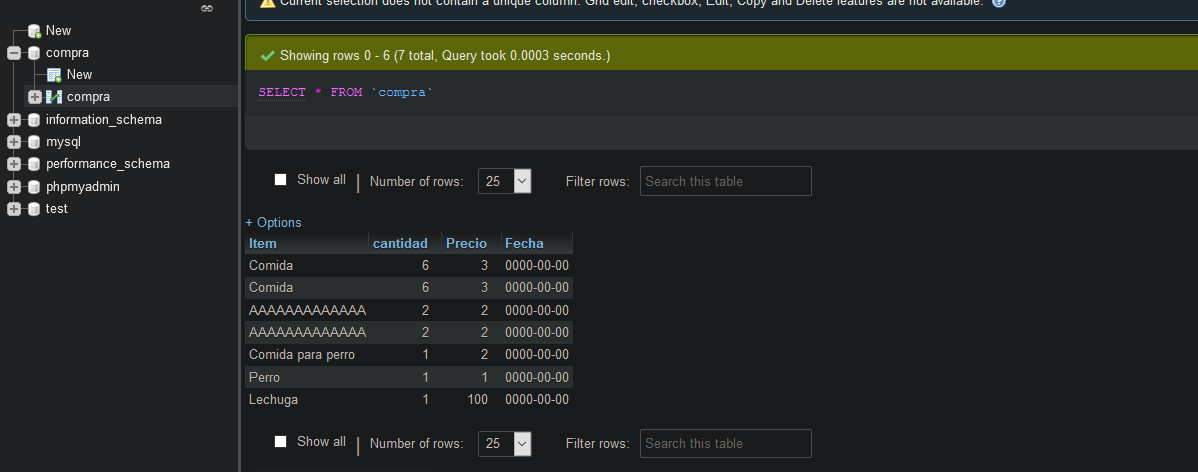 Current selection does not contain a unique column. Grid edit, checkbox, Edit, Copy and Delete features are not available.
New
compra
New
compra
information_schema
mysql
performance_schema
phpmyadmin
test
Showing rows 0 - 6 (7 total, Query took 0.0003 seconds.)
SELECT * FROM `compra`
Show all | Number of rows: 25 Filter rows: Search this table
+ Options
Item cantidad Precio Fecha
Comida 6 3 0000-00-00
Comida 6 3 0000-00-00
AAAAAAAAAAAAA 2 2 0000-00-00
AAAAAAAAAAAAA 2 2 0000-00-00
Comida para perro 1 2 0000-00-00
Perro 1 1 0000-00-00
Lechuga 1 100 0000-00-00
Show all | Number of rows: 25 Filter rows: Search this table